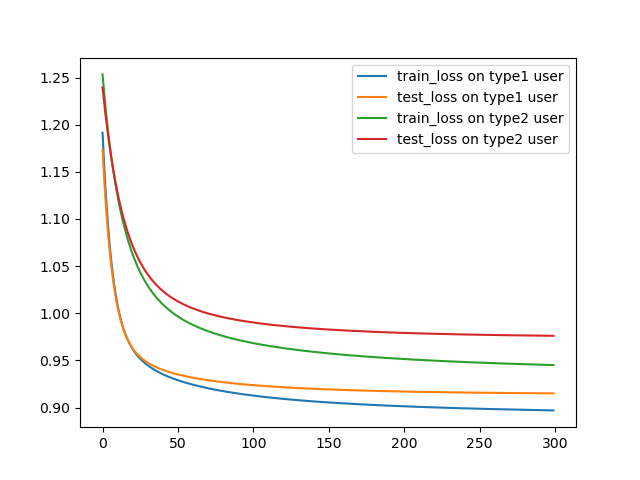 train_loss on type1 user
test_loss on type1 user
train_loss on type2 user
test_loss on type2 user
1.25
1.20
1.15
1.10
1.05
1.00
0.95
0.90
0 50 100 150 200 250 300